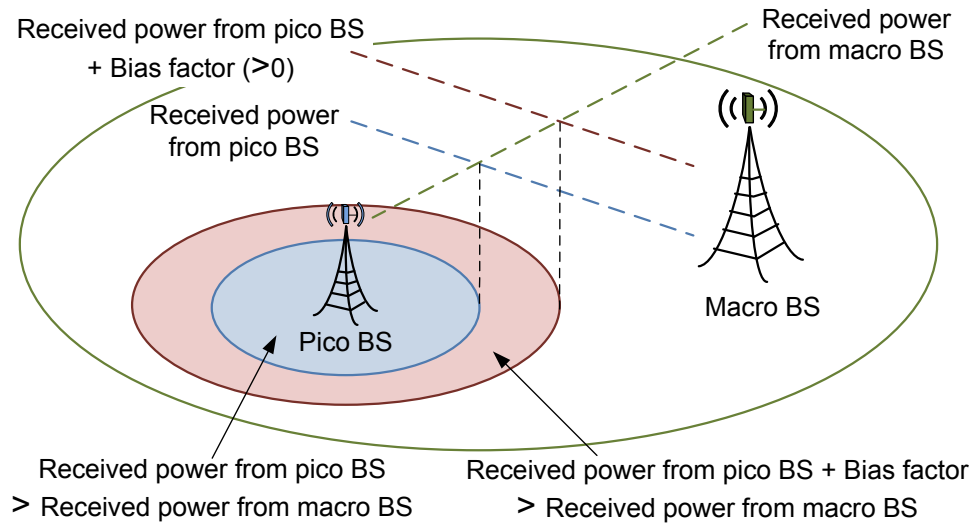 Received power from pico BS
+ Bias factor (>0)
Received power
from macro BS
Received power
from pico BS
Macro BS
Pico BS
Received power from pico BS
> Received power from macro BS
Received power from pico BS + Bias factor
> Received power from macro BS